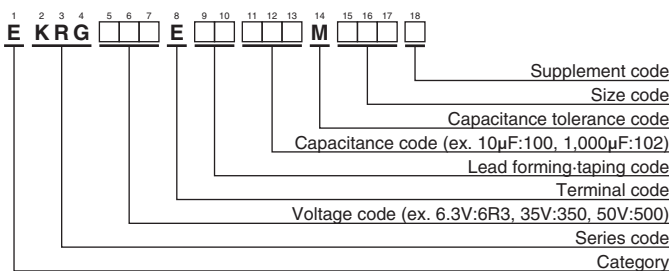 1 2 3 4 5 6 7 8 9 10 11 12 13 14 15 16 17 18
E KRG □□□ E □□ □□□ M □□□ □
Supplement code
Size code
Capacitance tolerance code
Capacitance code (ex. 10µF:100, 1,000µF:102)
Lead forming·taping code
Terminal code
Voltage code (ex. 6.3V:6R3, 35V:350, 50V:500)
Series code
Category